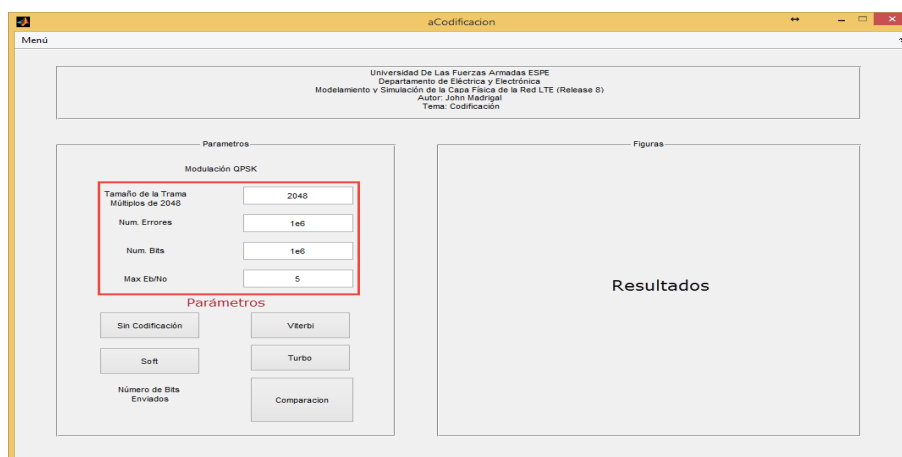 aCodificacion
Menú
Universidad De Las Fuerzas Armadas ESPE
Departamento de Eléctrica y Electrónica
Modelamiento y Simulación de la Capa Física de la Red LTE (Release 8)
Autor: John Madrigal
Tema: Codificación
Parametros
Modulación QPSK
Tamaño de la Trama
Múltiplos de 2048
2048
Num. Errores
1e6
Num. Bits
1e6
Max Eb/No
5
Parámetros
Sin Codificación
Viterbi
Soft
Turbo
Número de Bits
Enviados
Comparacion
Figuras
Resultados